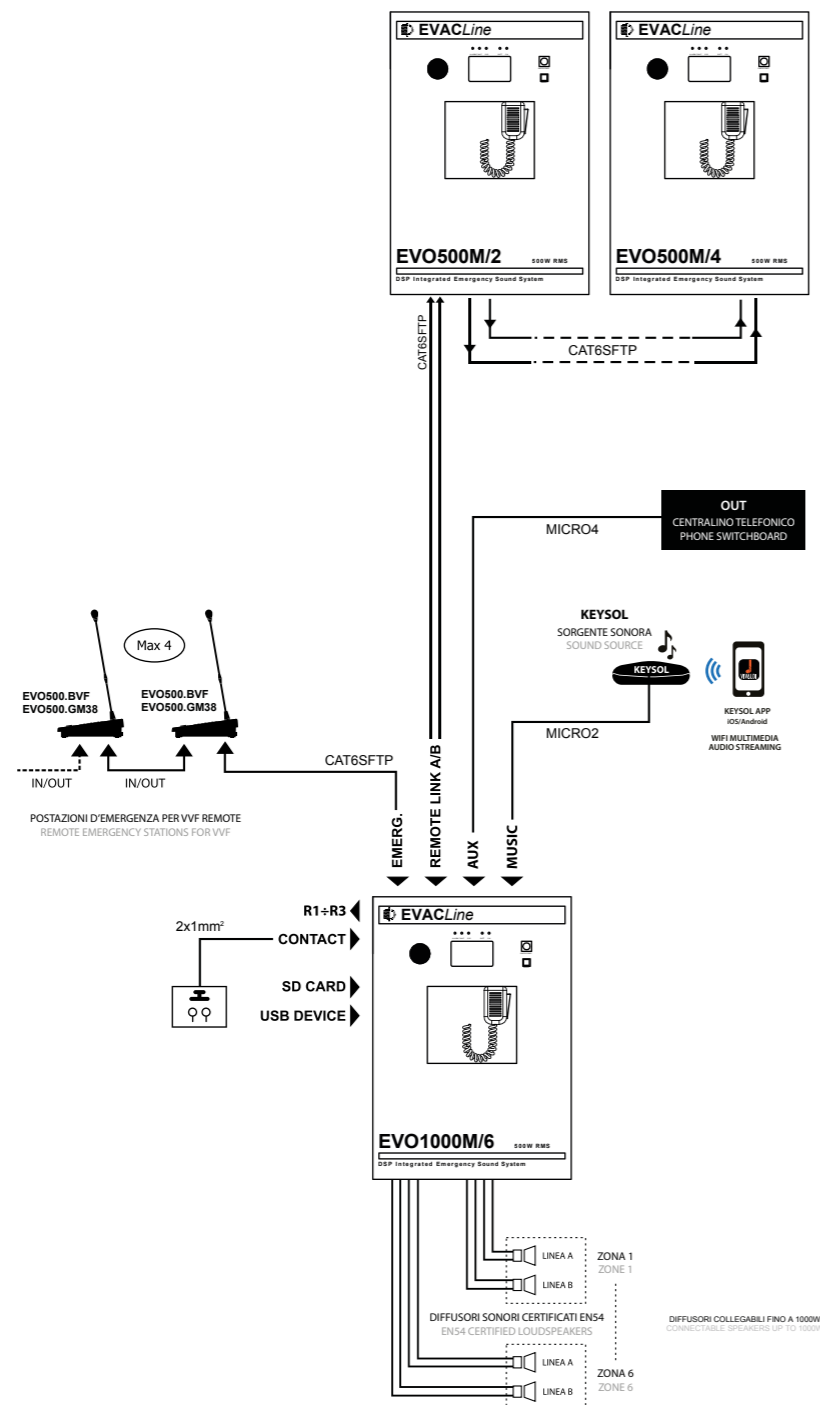 EVACLine
EVACLine
EVO500M/2 500W RMS
DSP Integrated Emergency Sound System
EVO500M/4 500W RMS
DSP Integrated Emergency Sound System
CAT6SFTP
CAT6SFTP
OUT
CENTRALINO TELEFONICO
PHONE SWITCHBOARD
MICRO4
KEYSOL
SORGENTE SONORA
SOUND SOURCE
KEYSOL
KEYSOL APP
iOS/Android
WIFI MULTIMEDIA
AUDIO STREAMING
MICRO2
Max 4
EVO500.BVF
EVO500.GM38
EVO500.BVF
EVO500.GM38
CAT6SFTP
IN/OUT
IN/OUT
POSTAZIONI D'EMERGENZA PER VVF REMOTE
REMOTE EMERGENCY STATIONS FOR VVF
EMERG.
REMOTE LINK A/B
AUX
MUSIC
R1÷R3
2x1mm²
CONTACT
SD CARD
USB DEVICE
EVACLine
EVO1000M/6 500W RMS
DSP Integrated Emergency Sound System
LINEA A
LINEA B
ZONA 1
ZONE 1
DIFFUSORI SONORI CERTIFICATI EN54
EN54 CERTIFIED LOUDSPEAKERS
DIFFUSORI COLLEGABILI FINO A 1000W
CONNECTABLE SPEAKERS UP TO 1000W
LINEA A
LINEA B
ZONA 6
ZONE 6